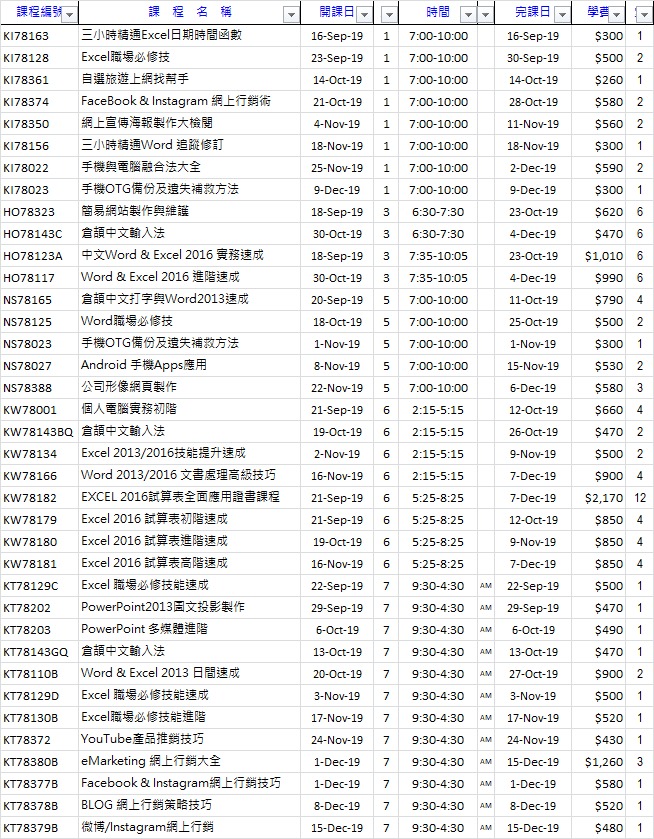 課程編號 課 程 名 稱 開課日 時間 完課日 學費
KI78163 三小時精通Excel日期時間函數 16-Sep-19 1 7:00-10:00 16-Sep-19 $300 1
KI78128 Excel職場必修技 23-Sep-19 1 7:00-10:00 30-Sep-19 $500 2
KI78361 自選旅遊上網找幫手 14-Oct-19 1 7:00-10:00 14-Oct-19 $260 1
KI78374 FaceBook & Instagram 網上行銷術 21-Oct-19 1 7:00-10:00 28-Oct-19 $580 2
KI78350 網上宣傳海報製作大檢閱 4-Nov-19 1 7:00-10:00 11-Nov-19 $560 2
KI78156 三小時精通Word 追蹤修訂 18-Nov-19 1 7:00-10:00 18-Nov-19 $300 1
KI78022 手機與電腦融合法大全 25-Nov-19 1 7:00-10:00 2-Dec-19 $590 2
KI78023 手機OTG備份及遺失補救方法 9-Dec-19 1 7:00-10:00 9-Dec-19 $300 1
HO78323 簡易網站製作與維護 18-Sep-19 3 6:30-7:30 23-Oct-19 $620 6
HO78143C 倉頡中文輸入法 30-Oct-19 3 6:30-7:30 4-Dec-19 $470 6
HO78123A 中文Word & Excel 2016 實務速成 18-Sep-19 3 7:35-10:05 23-Oct-19 $1,010 6
HO78117 Word & Excel 2016 進階速成 30-Oct-19 3 7:35-10:05 4-Dec-19 $990 6
NS78165 倉頡中文打字與Word2013速成 20-Sep-19 5 7:00-10:00 11-Oct-19 $790 4
NS78125 Word職場必修技 18-Oct-19 5 7:00-10:00 25-Oct-19 $500 2
NS78023 手機OTG備份及遺失補救方法 1-Nov-19 5 7:00-10:00 1-Nov-19 $300 1
NS78027 Android 手機Apps應用 8-Nov-19 5 7:00-10:00 15-Nov-19 $530 2
NS78388 公司形像網頁製作 22-Nov-19 5 7:00-10:00 6-Dec-19 $580 3
KW78001 個人電腦實務初階 21-Sep-19 6 2:15-5:15 12-Oct-19 $660 4
KW78143BQ 倉頡中文輸入法 19-Oct-19 6 2:15-5:15 26-Oct-19 $470 2
KW78134 Excel 2013/2016技能提升速成 2-Nov-19 6 2:15-5:15 9-Nov-19 $500 2
KW78166 Word 2013/2016 文書處理高級技巧 16-Nov-19 6 2:15-5:15 7-Dec-19 $900 4
KW78182 EXCEL 2016試算表全面應用證書課程 21-Sep-19 6 5:25-8:25 7-Dec-19 $2,170 12
KW78179 Excel 2016 試算表初階速成 21-Sep-19 6 5:25-8:25 12-Oct-19 $850 4
KW78180 Excel 2016 試算表進階速成 19-Oct-19 6 5:25-8:25 9-Nov-19 $850 4
KW78181 Excel 2016 試算表高階速成 16-Nov-19 6 5:25-8:25 7-Dec-19 $850 4
KT78129C Excel 職場必修技能速成 22-Sep-19 7 9:30-4:30 AM 22-Sep-19 $500 1
KT78202 PowerPoint2013圖文投影製作 29-Sep-19 7 9:30-4:30 AM 29-Sep-19 $470 1
KT78203 PowerPoint 多媒體進階 6-Oct-19 7 9:30-4:30 AM 6-Oct-19 $490 1
KT78143GQ 倉頡中文輸入法 13-Oct-19 7 9:30-4:30 AM 13-Oct-19 $470 1
KT78110B Word & Excel 2013 日間速成 20-Oct-19 7 9:30-4:30 AM 27-Oct-19 $900 2
KT78129D Excel 職場必修技能速成 3-Nov-19 7 9:30-4:30 AM 3-Nov-19 $500 1
KT78130B Excel職場必修技能進階 17-Nov-19 7 9:30-4:30 AM 17-Nov-19 $520 1
KT78372 YouTube產品推銷技巧 24-Nov-19 7 9:30-4:30 AM 24-Nov-19 $430 1
KT78380B eMarketing 網上行銷大全 1-Dec-19 7 9:30-4:30 AM 15-Dec-19 $1,260 3
KT78377B Facebook & Instagram網上行銷技巧 1-Dec-19 7 9:30-4:30 AM 1-Dec-19 $580 1
KT78378B BLOG 網上行銷策略技巧 8-Dec-19 7 9:30-4:30 AM 8-Dec-19 $520 1
KT78379B 微博/Instagram網上行銷 15-Dec-19 7 9:30-4:30 AM 15-Dec-19 $480 1